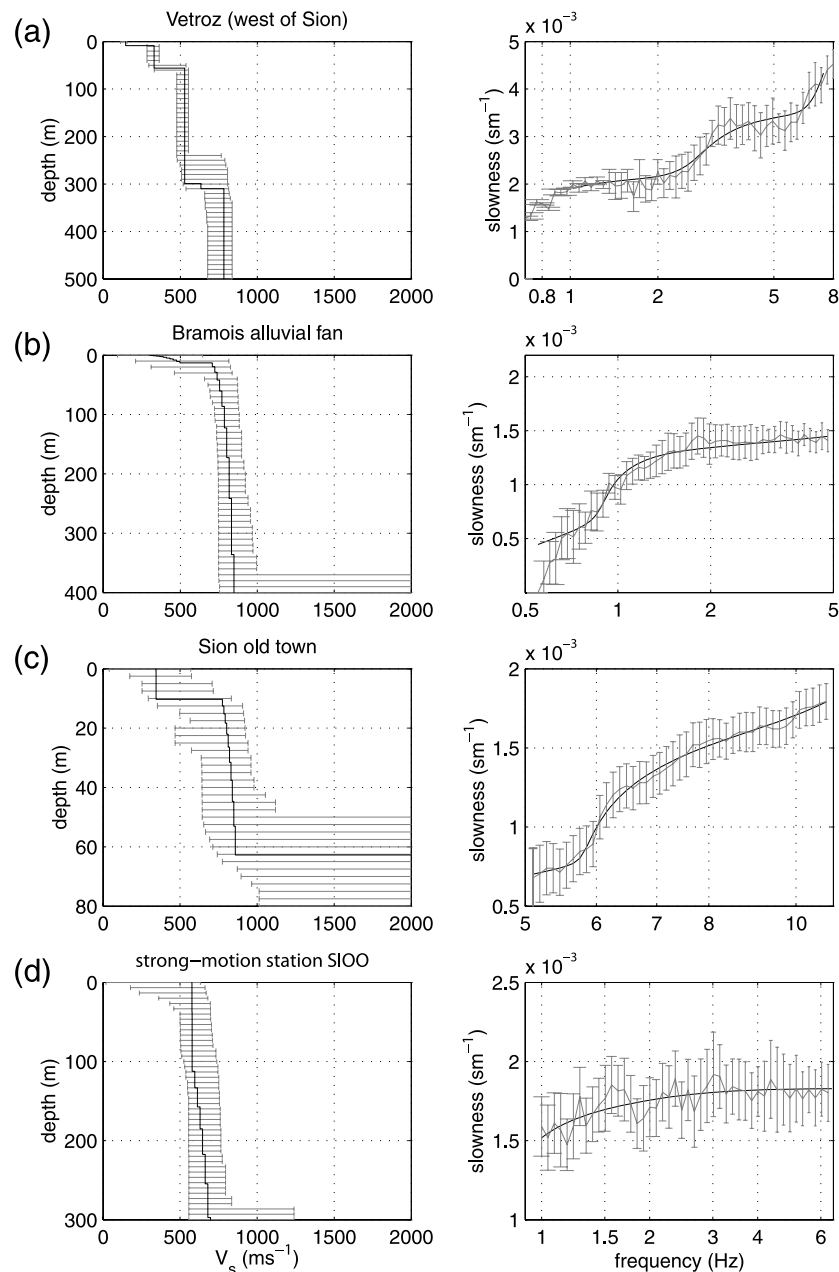 (a)
Vetroz (west of Sion)
0
100
200
300
400
500
depth (m)
0 500 1000 1500 2000
x 10⁻³
5
4
3
2
1
0
slowness (sm⁻¹)
0.8 1 2 5 8
(b)
Bramois alluvial fan
0
100
200
300
400
depth (m)
0 500 1000 1500 2000
x 10⁻³
2
1.5
1
0.5
slowness (sm⁻¹)
0.5 1 2 5
(c)
Sion old town
0
20
40
60
80
depth (m)
0 500 1000 1500 2000
x 10⁻³
2
1.5
1
0.5
slowness (sm⁻¹)
5 6 7 8 10
(d)
strong−motion station SIOO
0
100
200
300
depth (m)
0 500 1000 1500 2000
Vₛ (ms⁻¹)
x 10⁻³
2.5
2
1.5
1
slowness (sm⁻¹)
1 1.5 2 3 4 6
frequency (Hz)